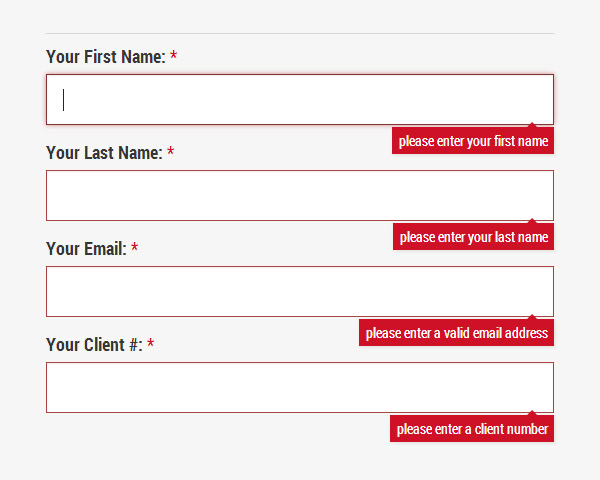 Your First Name: *
please enter your first name
Your Last Name: *
please enter your last name
Your Email: *
please enter a valid email address
Your Client #: *
please enter a client number